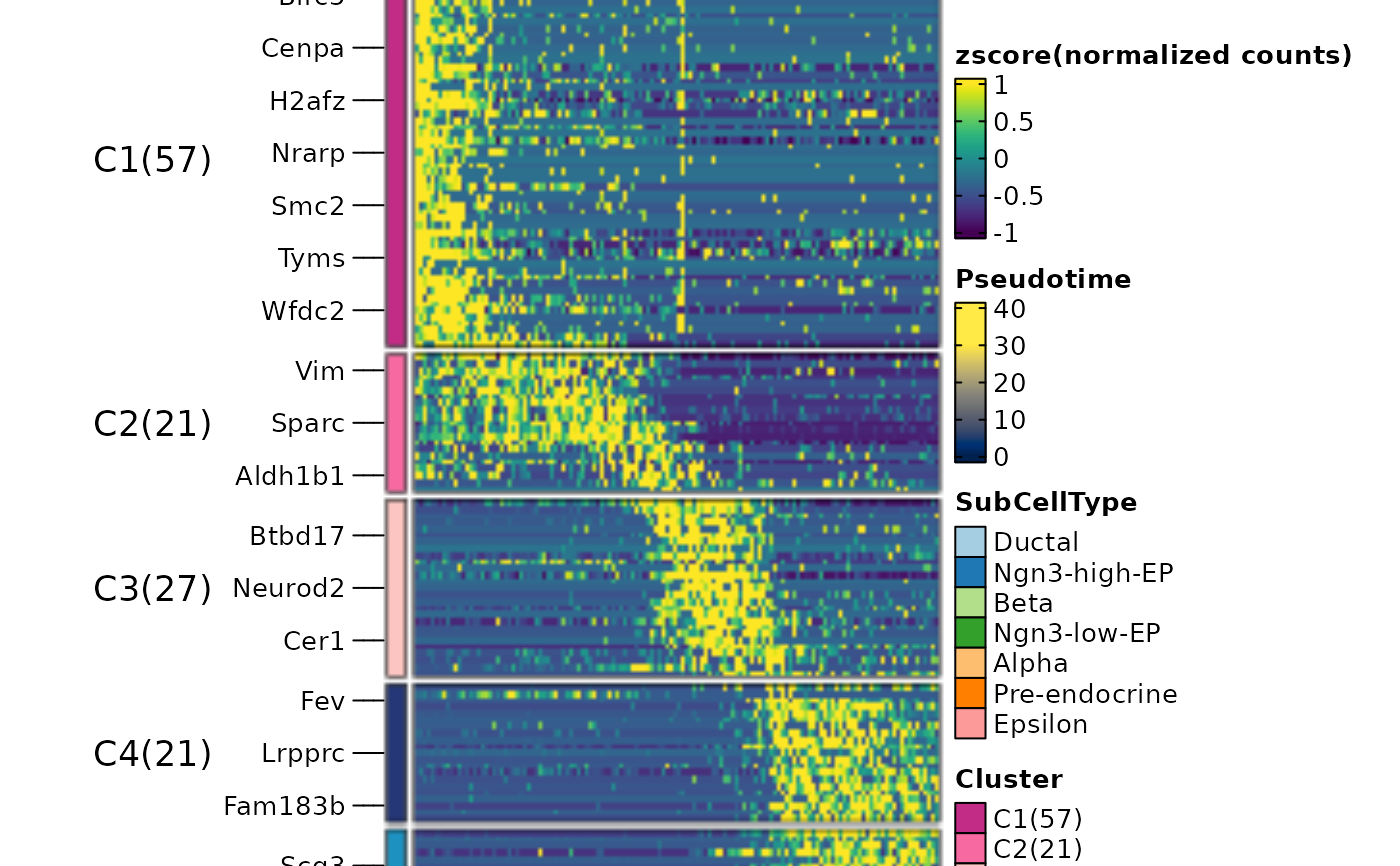 Cenpa
H2afz
Nrarp
C1(57)
Smc2
Tyms
Wfdc2
Vim
C2(21)
Sparc
Aldh1b1
Btbd17
C3(27)
Neurod2
Cer1
Fev
C4(21)
Lrpprc
Fam183b
zscore(normalized counts)
1
0.5
0
-0.5
-1
Pseudotime
40
30
20
10
0
SubCellType
Ductal
Ngn3-high-EP
Beta
Ngn3-low-EP
Alpha
Pre-endocrine
Epsilon
Cluster
C1(57)
C2(21)